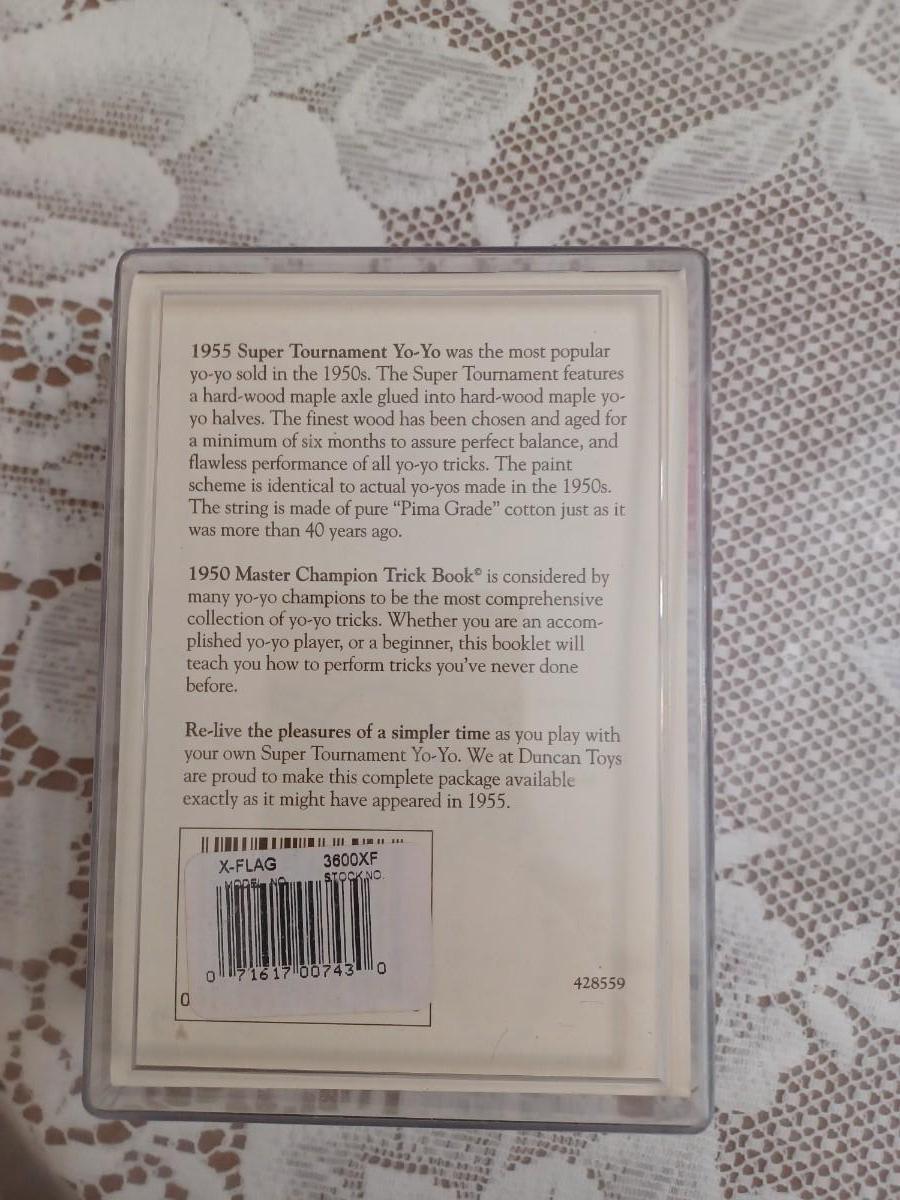 1955 Super Tournament Yo-Yo was the most popular
yo-yo sold in the 1950s. The Super Tournament features
a hard-wood maple axle glued into hard-wood maple yo-
yo halves. The finest wood has been chosen and aged for
a minimum of six months to assure perfect balance, and
flawless performance of all yo-yo tricks. The paint
scheme is identical to actual yo-yos made in the 1950s.
The string is made of pure “Pima Grade” cotton just as it
was more than 40 years ago.
1950 Master Champion Trick Book© is considered by
many yo-yo champions to be the most comprehensive
collection of yo-yo tricks. Whether you are an accom-
plished yo-yo player, or a beginner, this booklet will
teach you how to perform tricks you’ve never done
before.
Re-live the pleasures of a simpler time as you play with
your own Super Tournament Yo-Yo. We at Duncan Toys
are proud to make this complete package available
exactly as it might have appeared in 1955.
X-FLAG 3600XF
MODEL NO. STOCK NO.
0 71617 00743 0
0
428559